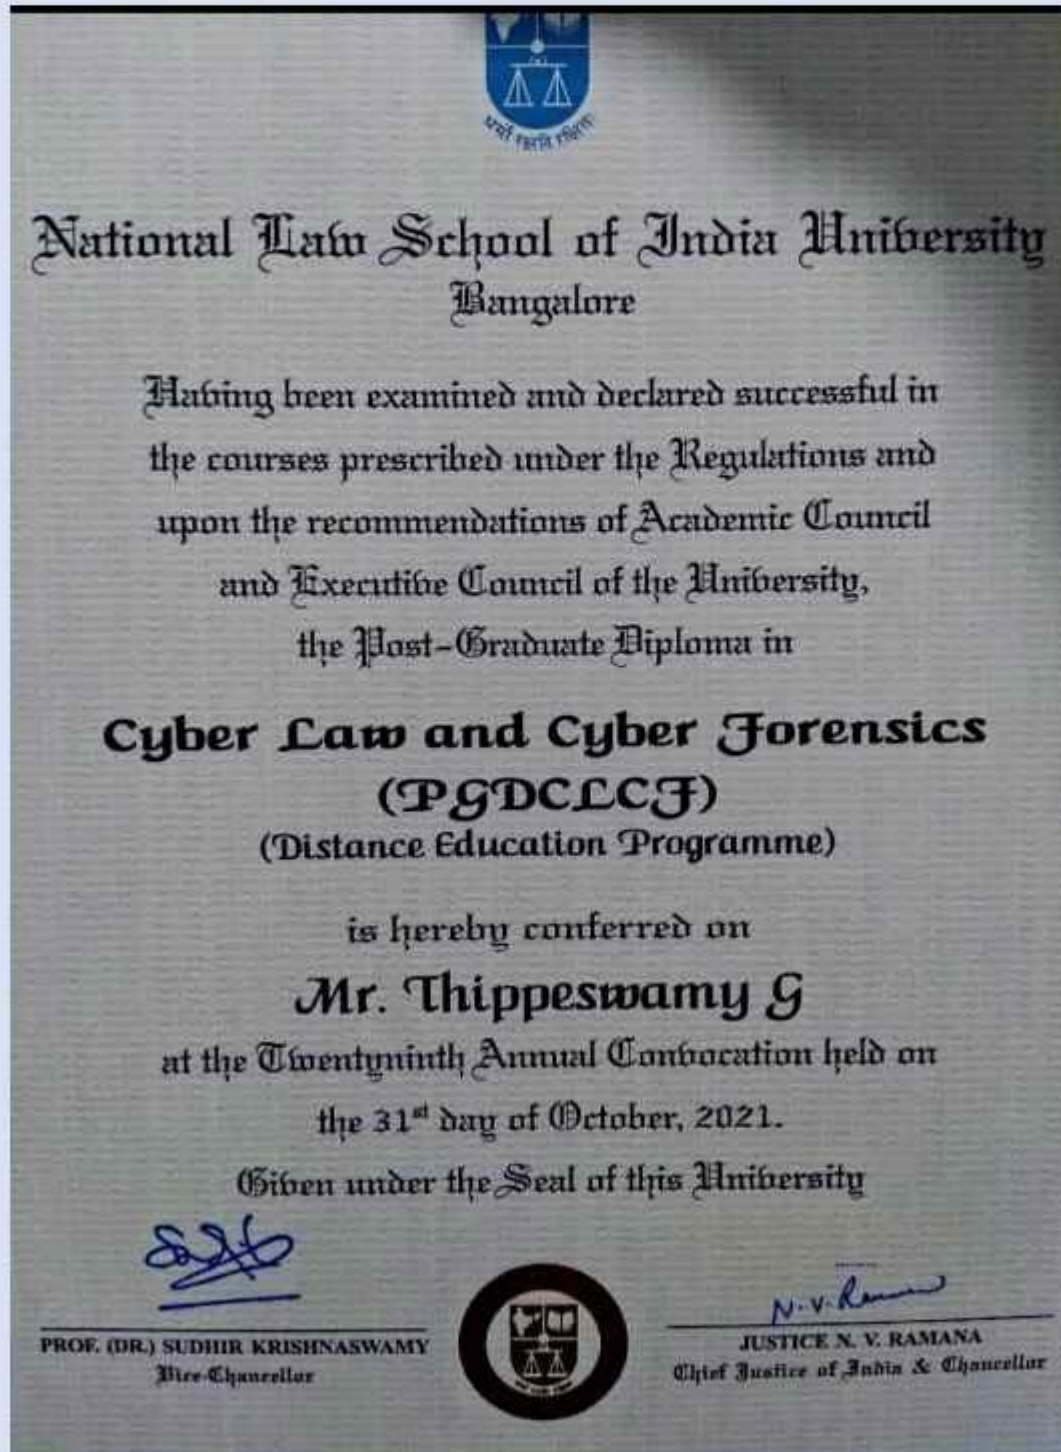 धर्मो रक्षति रक्षितः
National Law School of India University
Bangalore
Having been examined and declared successful in
the courses prescribed under the Regulations and
upon the recommendations of Academic Council
and Executive Council of the University,
the Post-Graduate Diploma in
Cyber Law and Cyber Forensics
(PGDCLCF)
(Distance Education Programme)
is hereby conferred on
Mr. Thippeswamy G
at the Twentyninth Annual Convocation held on
the 31st day of October, 2021.
Given under the Seal of this University
N. V. Ramana
PROF. (DR.) SUDHIR KRISHNASWAMY
Vice-Chancellor
JUSTICE N. V. RAMANA
Chief Justice of India & Chancellor